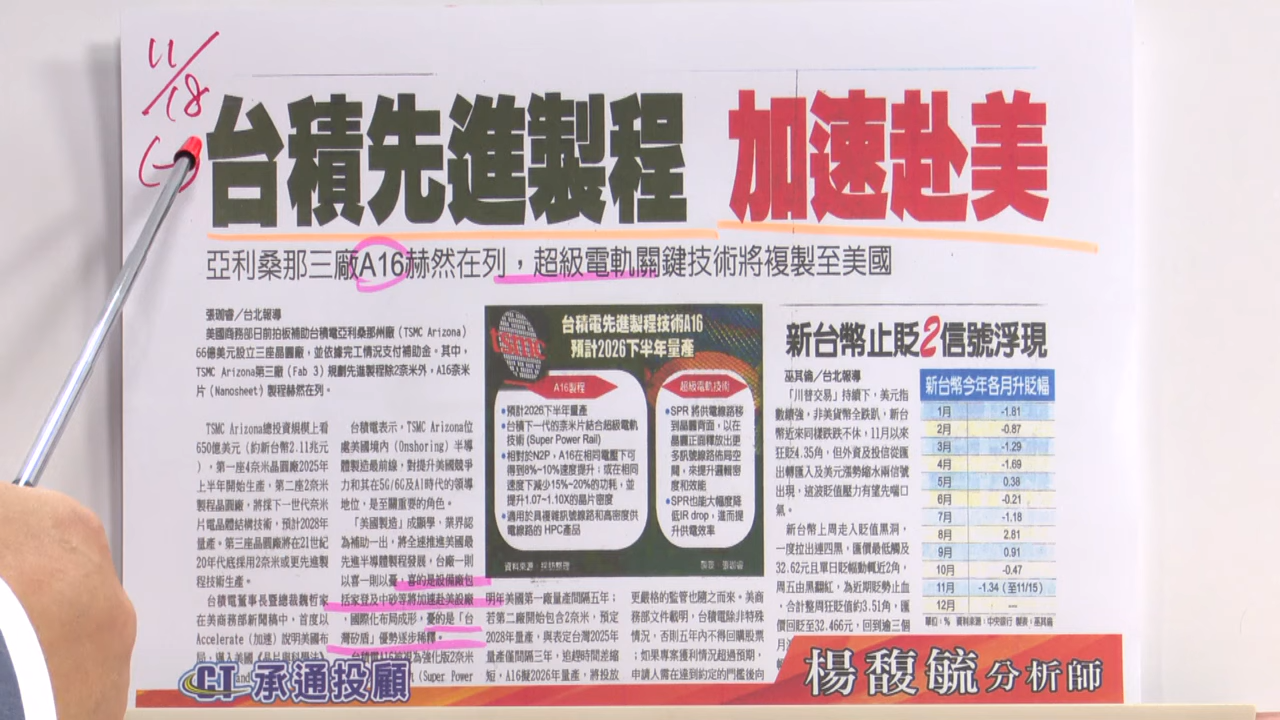 11/18
(一)
台積先進製程 加速赴美
亞利桑那三廠A16赫然在列，超級電軌關鍵技術將複製至美國
張珈睿／台北報導
美國商務部日前拍板補助台積電亞利桑那州廠（TSMC Arizona）
66億美元設立三座晶圓廠，並依據完工情況支付補助金。其中，
TSMC Arizona第三廠（Fab 3）規劃先進製程除2奈米外，A16奈米
片（Nanosheet）製程赫然在列。
TSMC Arizona總投資規模上看
650億美元（約新台幣2.11兆元
），第一座4奈米晶圓廠2025年
上半年開始生產。第二座2奈米
製程晶圓廠，將採下一世代奈米
片電晶體結構技術，預計2028年
量產。第三座晶圓廠將在21世紀
20年代底採用2奈米或更先進製
程技術生產。
台積電董事長暨總裁魏哲家
在美商務部新聞稿中，首度以
Accelerate（加速）說明美國布
局，邁入美國《晶片與科學法》
台積電表示，TSMC Arizona以在
處美國境內（Onshoring）半導
體製造最前線，對提升美國競爭
力和其在5G/6G及AI時代的領導
地位，是至關重要的角色。
「美國製造」成顯學，業界認
為補助一出，將全速推進美國最
先進半導體製程發展，台廠一則
以喜一則以憂，喜的是設備廠包
括家登及中砂等將加速赴美設廠
，國際化布局成形，憂的是「台
灣矽盾」優勢逐步稀釋。
台積電A16被視為強化版2奈米
（Super Power
tsmc
台積電先進製程技術A16
預計2026下半年量產
A16製程
●預計2026下半年量產
●台積下一代的奈米片結合超級電軌
技術(Super Power Rail)
●相對於N2P，A16在相同電壓下可
得到8%~10%速度提升；或在相同
速度下減少15%~20%的功耗，並
提升1.07~1.10X的晶片密度
●適用於具複雜訊號線路和高密度供
電線路的 HPC產品
超級電軌技術
●SPR 將供電線路移
到晶圓背面，以在
晶圓正面釋放出更
多訊號線路佈局空
間，來提升邏輯密
度和效能
●SPR也能大幅度降
低IR drop，進而提
升供電效率
資料來源：採訪整理
製表：張珈睿
明年美國第一廠量產間隔五年；
若第二廠開始包含2奈米，預定
2028年量產，與表定台灣2025年
量產僅間隔三年，追趕時間差縮
短，A16擬2026年量產，將投放
更嚴格的監管也隨之而來。美商
務部文件載明，台積電除非特殊
情況，否則五年內不得回購股票
；如果專案獲利情況超過預期，
申請人需在達到約定的門檻後向
新台幣止貶2信號浮現
巫其倫／台北報導
「川普交易」持續下，美元指
數續強，非美貨幣全跌趴，新台
幣近來同樣跌跌不休，11月以來
狂貶4.35角，但外資及投信從匯
出轉匯入及美元漲勢縮水兩信號
出現，這波貶值壓力有望先喘口
氣。
新台幣上周走入貶值黑洞，
一度拉出連四黑，匯價最低觸及
32.62元且單日貶幅動輒近2角，
周五由黑翻紅，為近期貶勢止血
，合計整周狂貶值約3.51角，匯
價回貶至32.466元，回到逾三個
新台幣今年各月升貶幅
1月 -1.81
2月 -0.87
3月 -1.29
4月 -1.69
5月 0.38
6月 -0.21
7月 -1.18
8月 2.81
9月 0.91
10月 -0.47
11月 -1.34 (至11/15)
12月 ---
單位：% 資料來源：中央銀行 製表：巫其倫
CT 承通投顧
楊馥毓 分析師